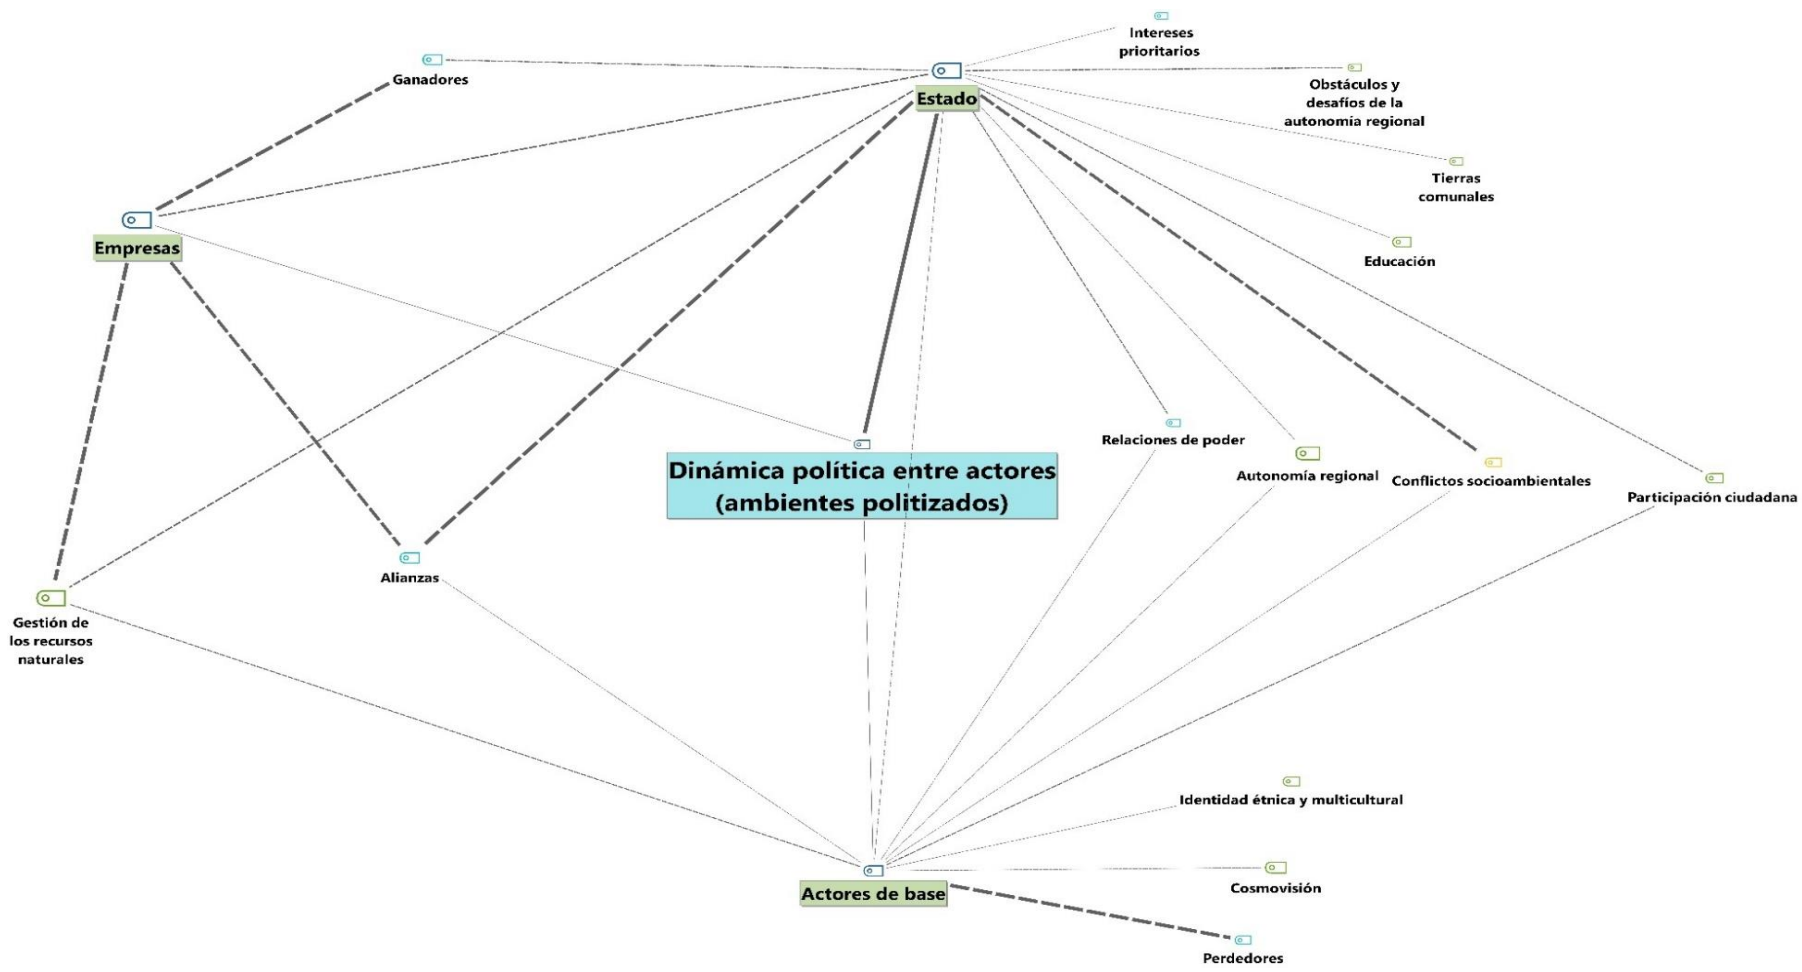 Intereses
prioritarios
Ganadores
Estado
Obstáculos y
desafíos de la
autonomía regional
Tierras
comunales
Empresas
Educación
Relaciones de poder
Dinámica política entre actores
(ambientes politizados)
Autonomía regional
Conflictos socioambientales
Participación ciudadana
Alianzas
Gestión de
los recursos
naturales
Identidad étnica y multicultural
Actores de base
Cosmovisión
Perdedores